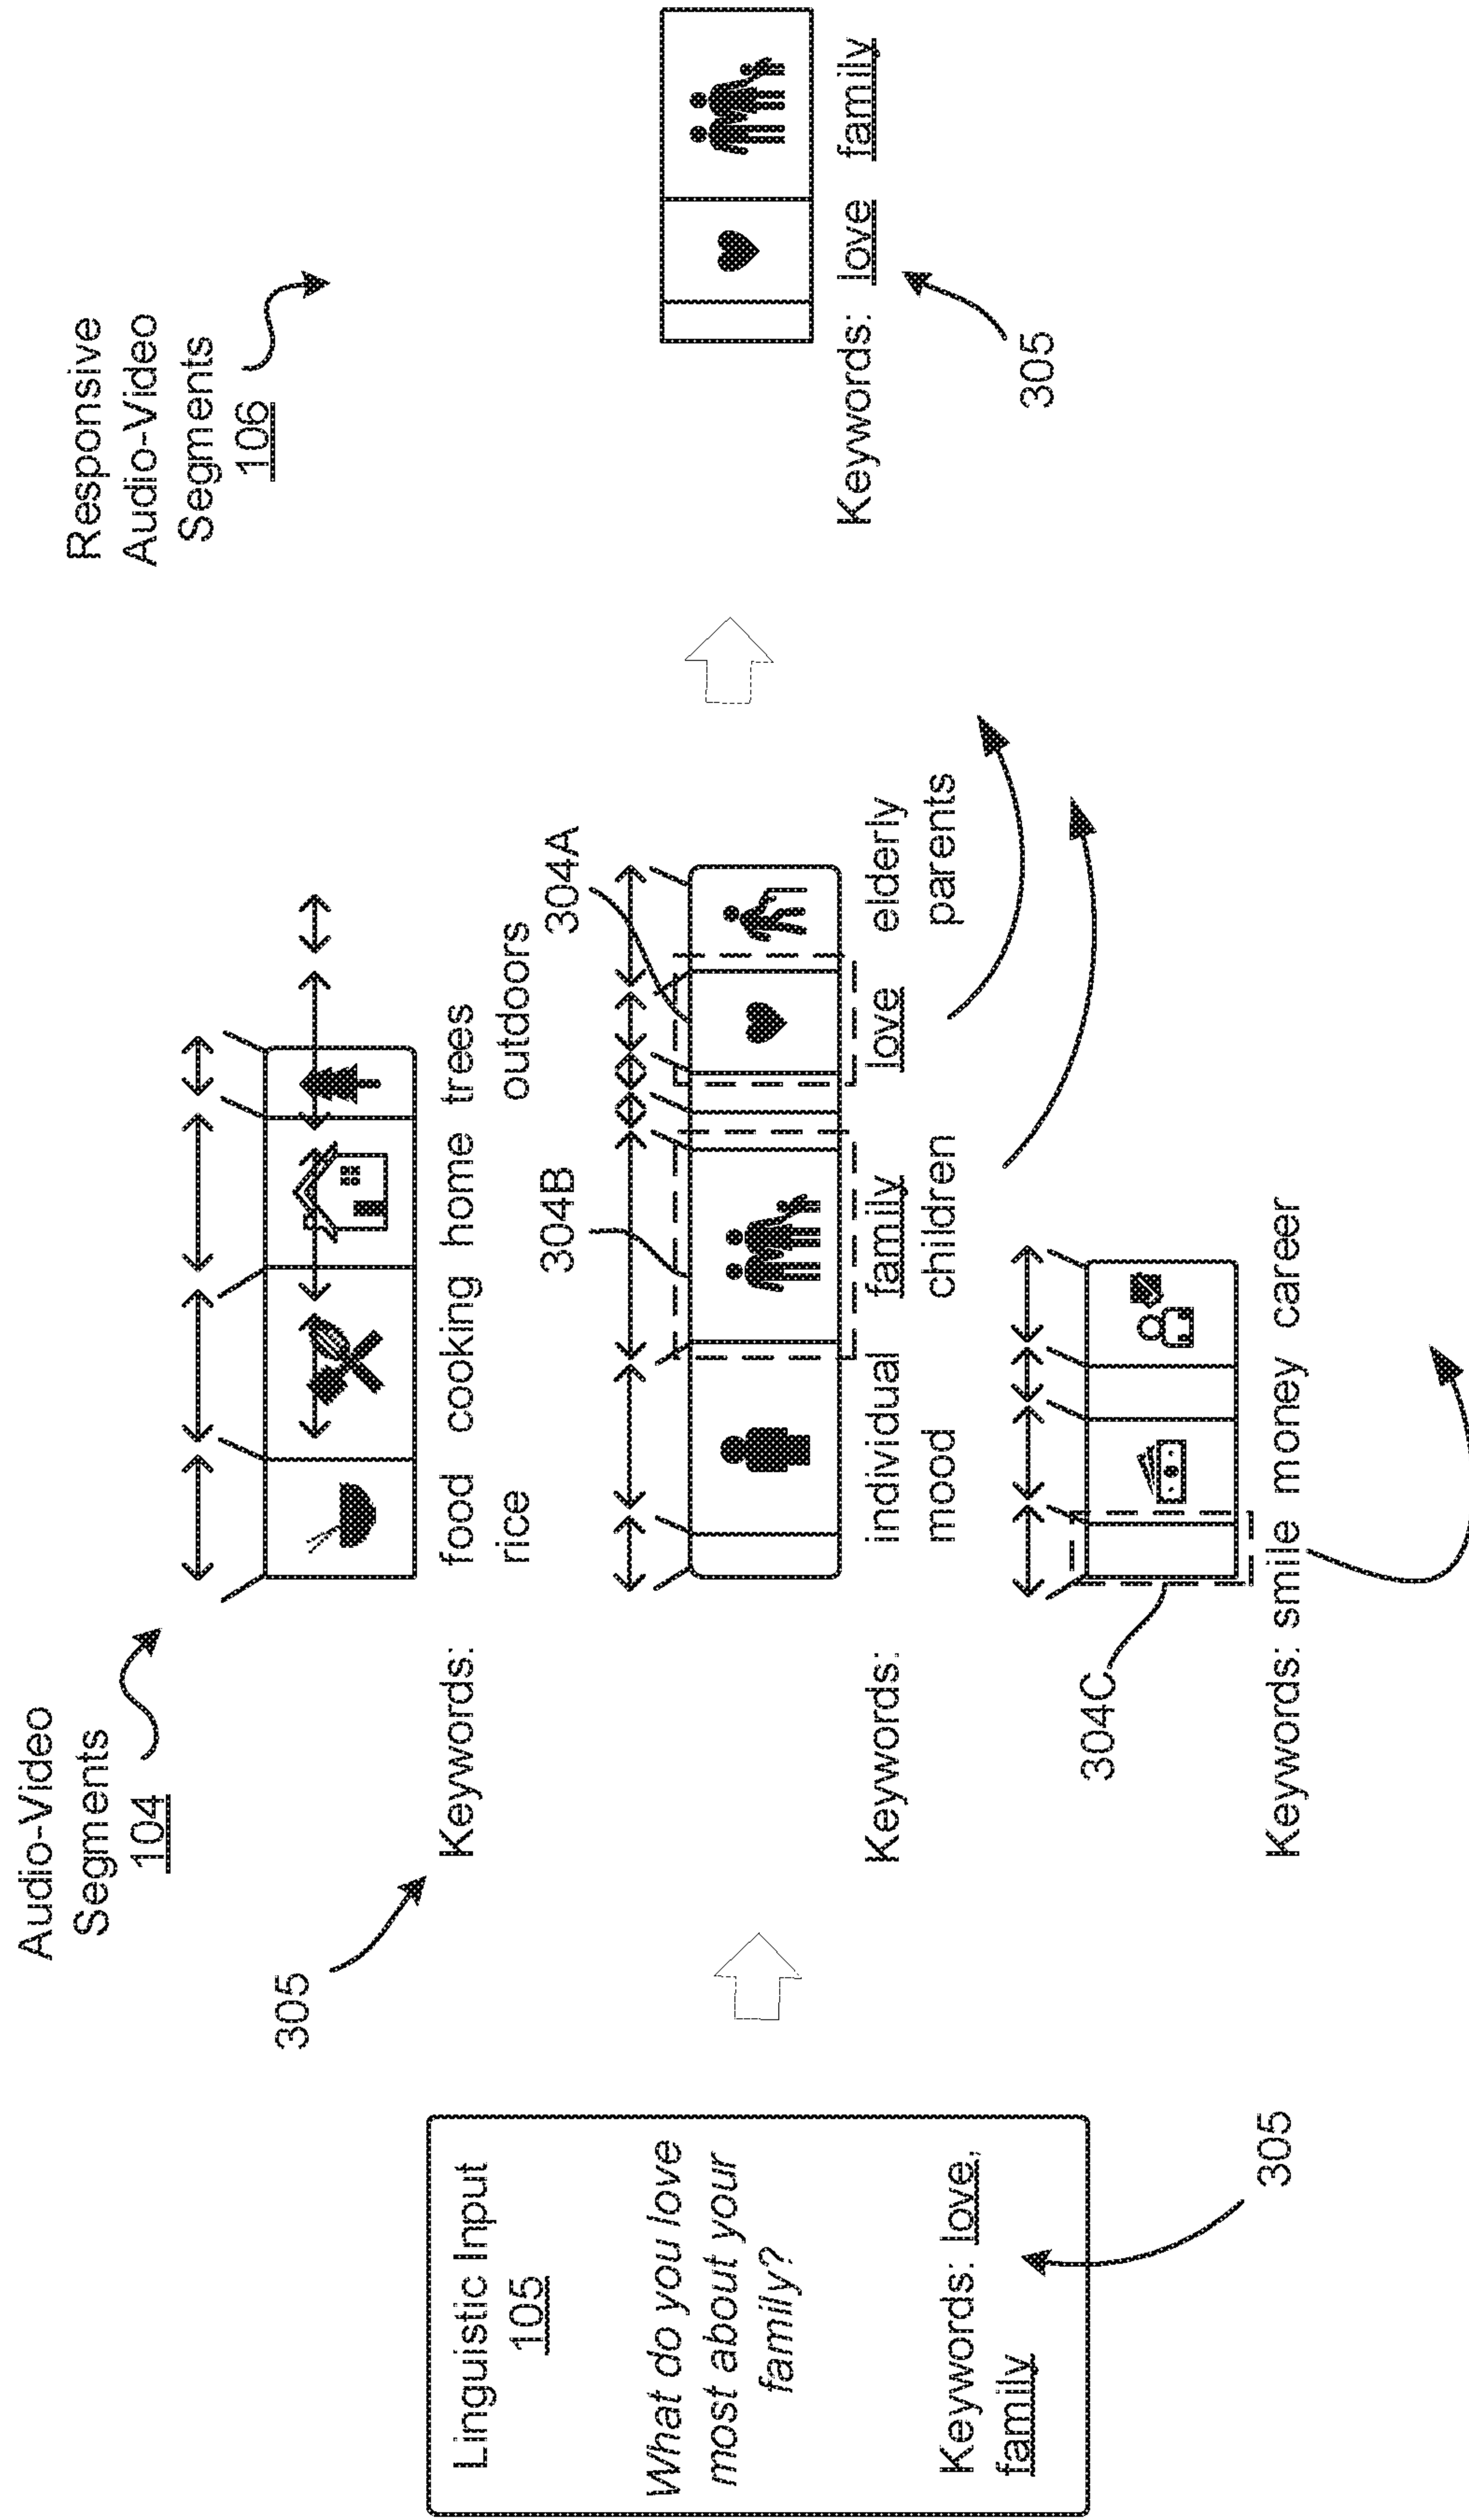 Linguistic Input
105
What do you love
most about your
family?
Keywords: love,
family
305
305
Audio-Video
Segments
104
Keywords:
food cooking home trees
rice
outdoors
304B
304A
Keywords:
individual family love elderly
mood children parents
304C
Keywords: smile money career
Responsive
Audio-Video
Segments
106
Keywords: love family
305